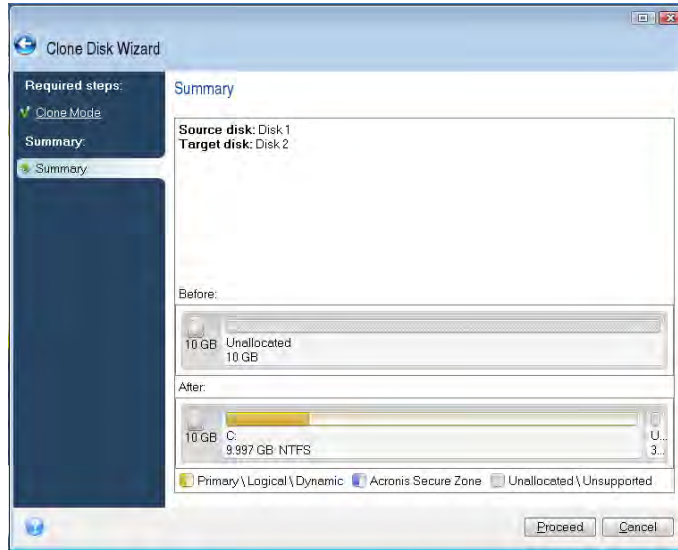 Clone Disk Wizard
Required steps:
Clone Mode
Summary:
Summary
Summary
Source disk: Disk 1
Target disk: Disk 2
Before:
10 GB
Unallocated
10 GB
After:
10 GB
C:
9.997 GB NTFS
U...
3...
Primary \ Logical \ Dynamic
Acronis Secure Zone
Unallocated \ Unsupported
Proceed
Cancel